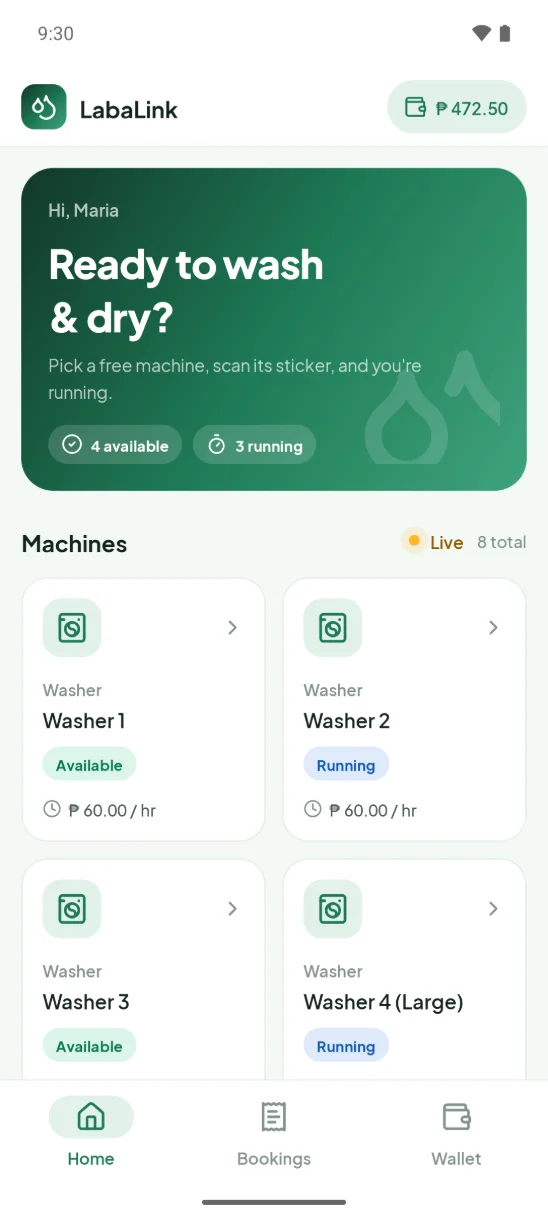 9:30
LabaLink
₱ 472.50
Hi, Maria
Ready to wash
& dry?
Pick a free machine, scan its sticker, and you're
running.
4 available
3 running
Machines
Live
8 total
Washer
Washer 1
Available
₱ 60.00 / hr
Washer
Washer 2
Running
₱ 60.00 / hr
Washer
Washer 3
Available
Washer
Washer 4 (Large)
Running
Home
Bookings
Wallet